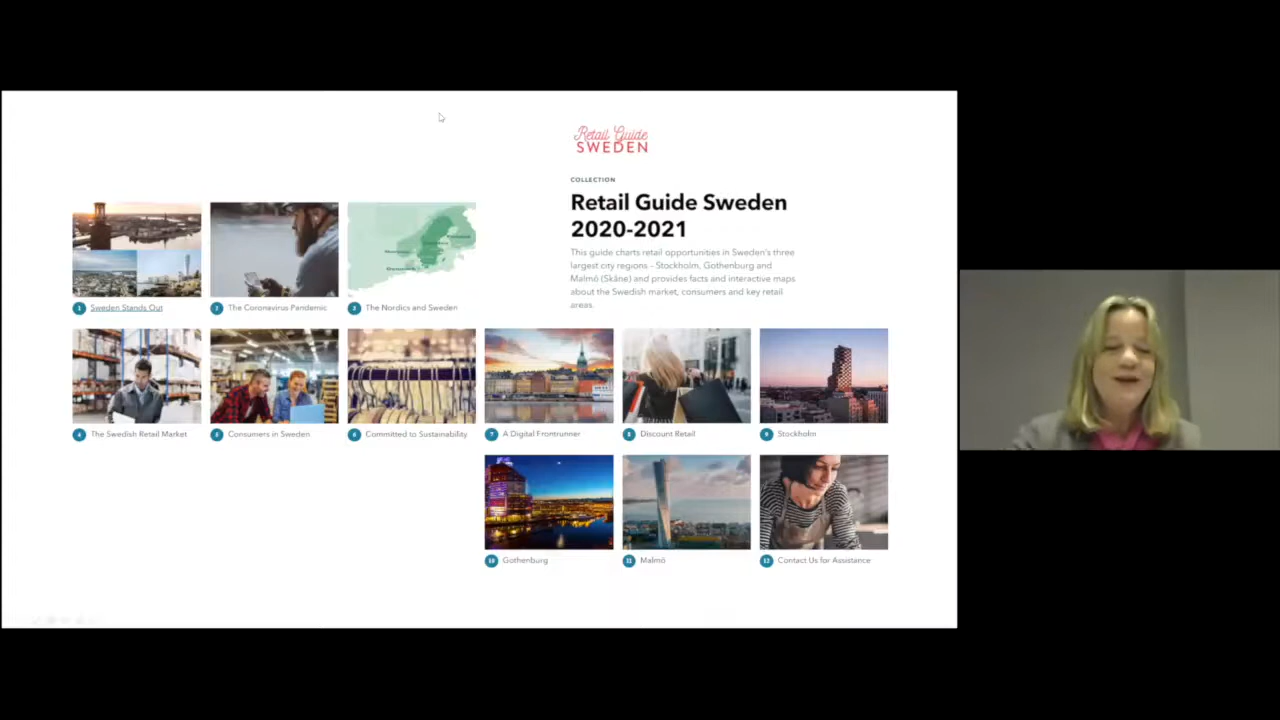 Retail Guide
SWEDEN
COLLECTION
Retail Guide Sweden
2020-2021
This guide charts retail opportunities in Sweden's three
largest city regions - Stockholm, Gothenburg and
Malmö (Skåne) and provides facts and interactive maps
about the Swedish market, consumers and key retail
areas.
1 Sweden Stands Out
The Coronavirus Pandemic
The Nordics and Sweden
4 The Swedish Retail Market
5 Consumers in Sweden
6 Committed to Sustainability
7 A Digital Frontrunner
8 Discount Retail
9 Stockholm
10 Gothenburg
11 Malmö
12 Contact Us for Assistance